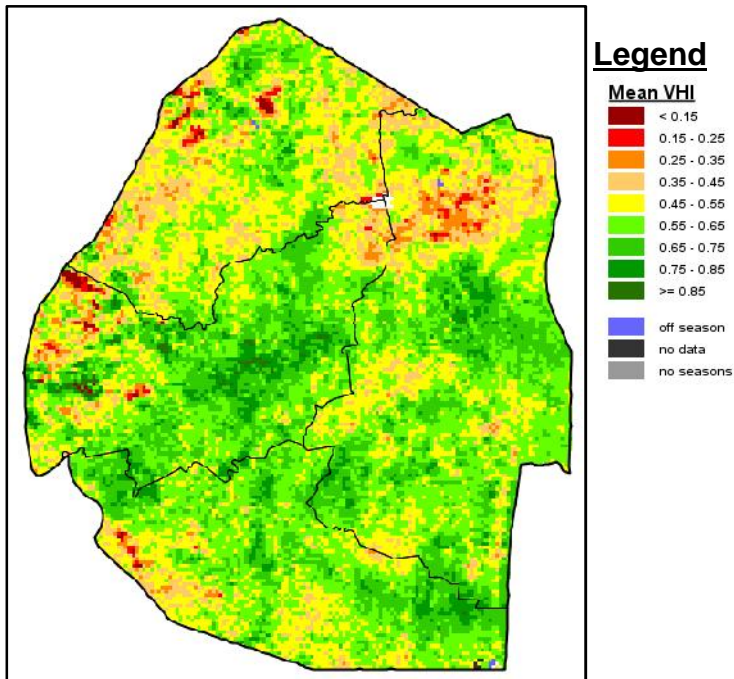 Legend
Mean VHI
< 0.15
0.15 - 0.25
0.25 - 0.35
0.35 - 0.45
0.45 - 0.55
0.55 - 0.65
0.65 - 0.75
0.75 - 0.85
>= 0.85
off season
no data
no seasons